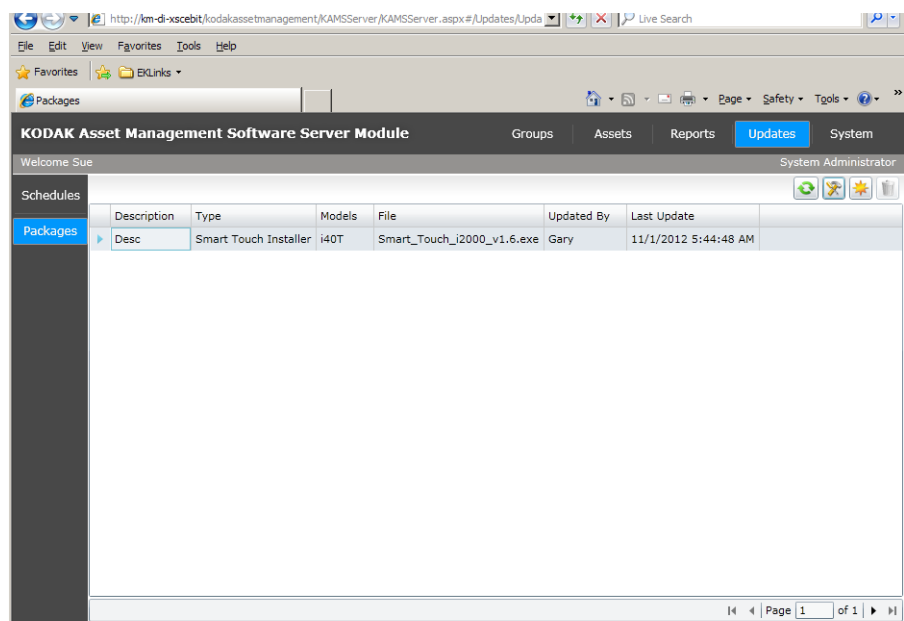 http://km-di-xscebit/kodakassetmanagement/KAMSServer/KAMSServer.aspx#/Updates/Upda
Live Search
File Edit View Favorites Tools Help
Favorites EKLinks
Packages
Page Safety Tools »
KODAK Asset Management Software Server Module Groups Assets Reports Updates System
Welcome Sue System Administrator
Schedules
Packages
Description Type Models File Updated By Last Update
Desc Smart Touch Installer i40T Smart_Touch_i2000_v1.6.exe Gary 11/1/2012 5:44:48 AM
Page 1 of 1